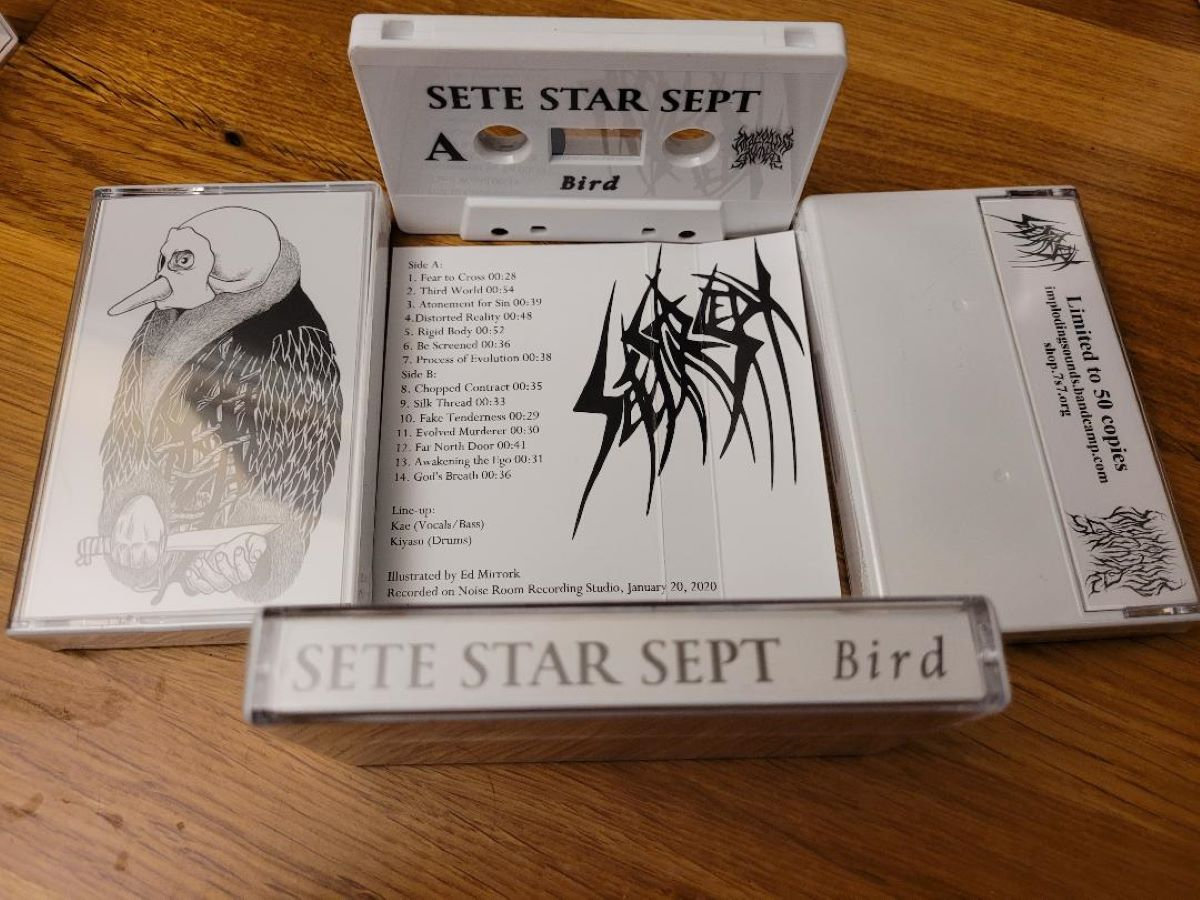 SETE STAR SEPT
A
Bird
Side A:
1. Fear to Cross 00:28
2. Third World 00:54
3. Atonement for Sin 00:39
4.Distorted Reality 00:48
5. Rigid Body 00:52
6. Be Screened 00:36
7. Process of Evolution 00:38
Side B:
8. Chopped Contract 00:35
9. Silk Thread 00:33
10. Fake Tenderness 00:29
11. Evolved Murderer 00:30
12. Far North Door 00:41
13. Awakening the Ego 00:31
14. God's Breath 00:36
Line-up:
Kae (Vocals/Bass)
Kiyasu (Drums)
Illustrated by Ed Mirrork
Recorded on Noise Room Recording Studio, January 20, 2020
SETE STAR SEPT
Limited to 50 copies
implodingsounds.bandcamp.com
shop.7s7.org
SETE STAR SEPT Bird